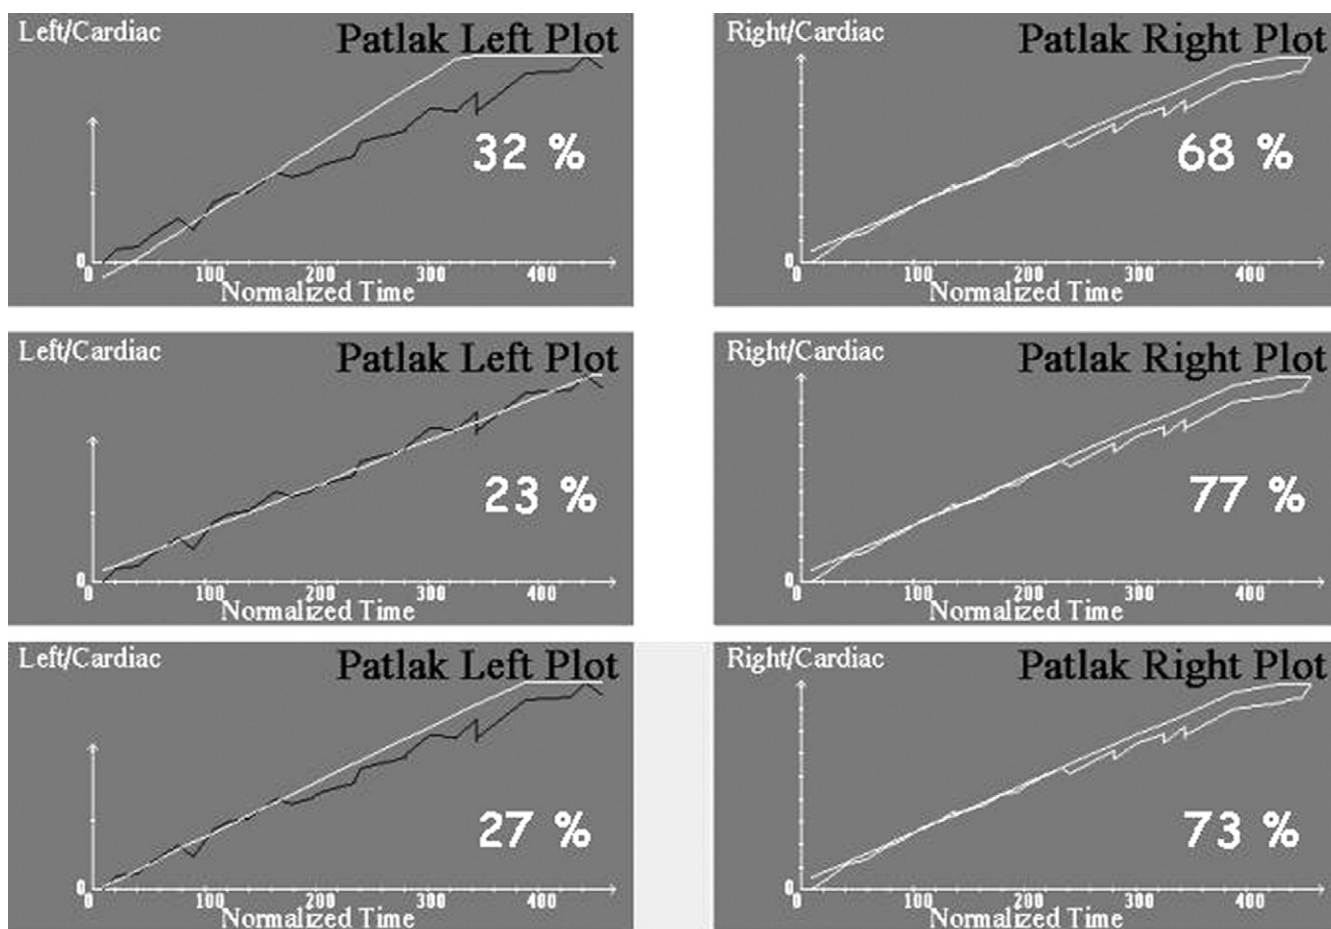 Left/Cardiac Patlak Left Plot
32 %
0
0 100 200 300 400
Normalized Time
Right/Cardiac Patlak Right Plot
68 %
0
0 100 200 300 400
Normalized Time
Left/Cardiac Patlak Left Plot
23 %
0
0 100 200 300 400
Normalized Time
Right/Cardiac Patlak Right Plot
77 %
0
0 100 200 300 400
Normalized Time
Left/Cardiac Patlak Left Plot
27 %
0
0 100 200 300 400
Normalized Time
Right/Cardiac Patlak Right Plot
73 %
0
0 100 200 300 400
Normalized Time